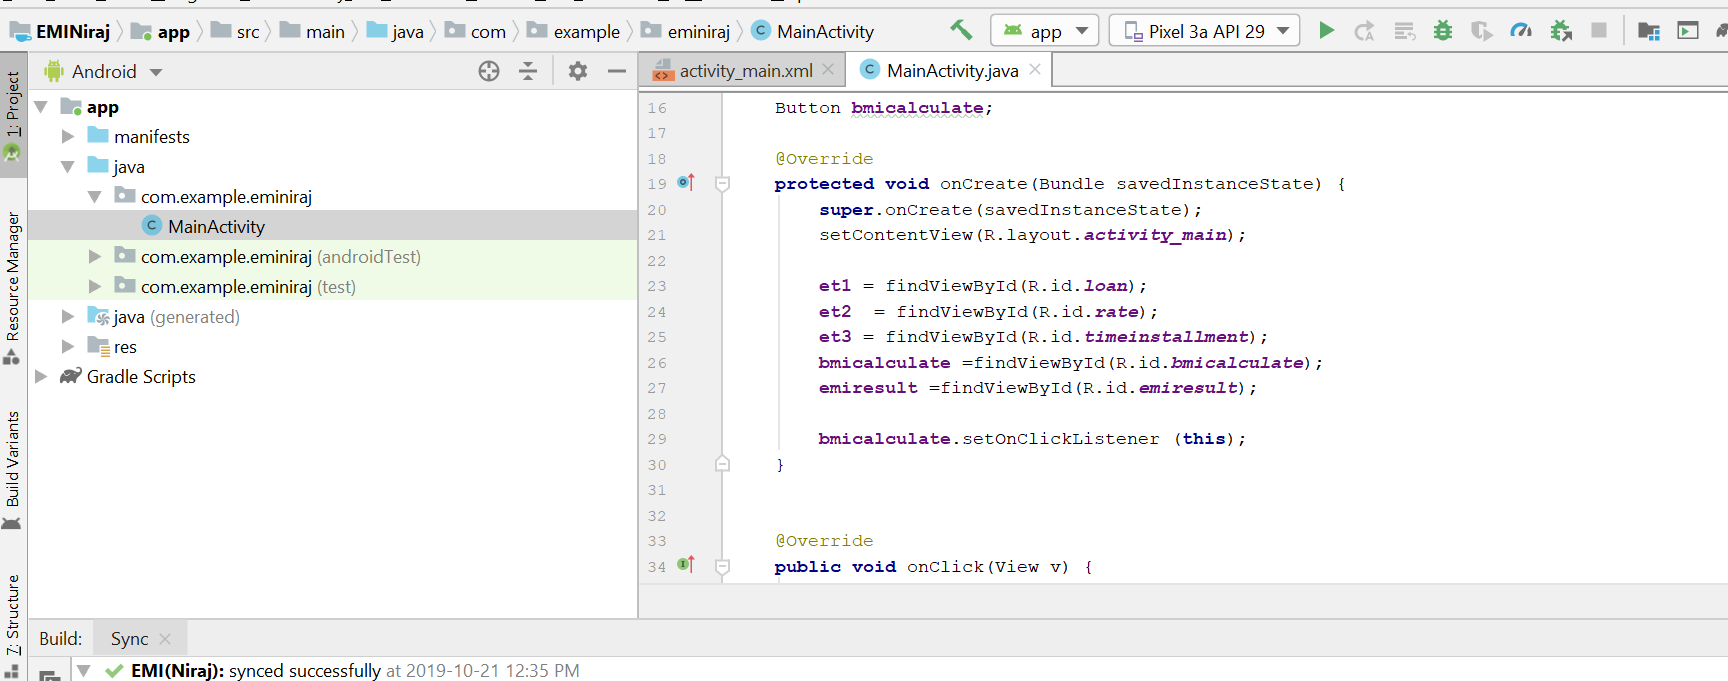 EMINiraj app src main java com example eminiraj MainActivity app Pixel 3a API 29
1: Project
Resource Manager
Build Variants
7: Structure
Android
app
manifests
java
com.example.eminiraj
MainActivity
com.example.eminiraj (androidTest)
com.example.eminiraj (test)
java (generated)
res
Gradle Scripts
activity_main.xml MainActivity.java
16 Button bmicalculate;
17
18 @Override
19 protected void onCreate(Bundle savedInstanceState) {
20 super.onCreate(savedInstanceState);
21 setContentView(R.layout.activity_main);
22
23 et1 = findViewById(R.id.loan);
24 et2  = findViewById(R.id.rate);
25 et3 = findViewById(R.id.timeinstallment);
26 bmicalculate =findViewById(R.id.bmicalculate);
27 emiresult =findViewById(R.id.emiresult);
28
29 bmicalculate.setOnClickListener (this);
30 }
31
32
33 @Override
34 public void onClick(View v) {
Build: Sync
EMI(Niraj): synced successfully at 2019-10-21 12:35 PM